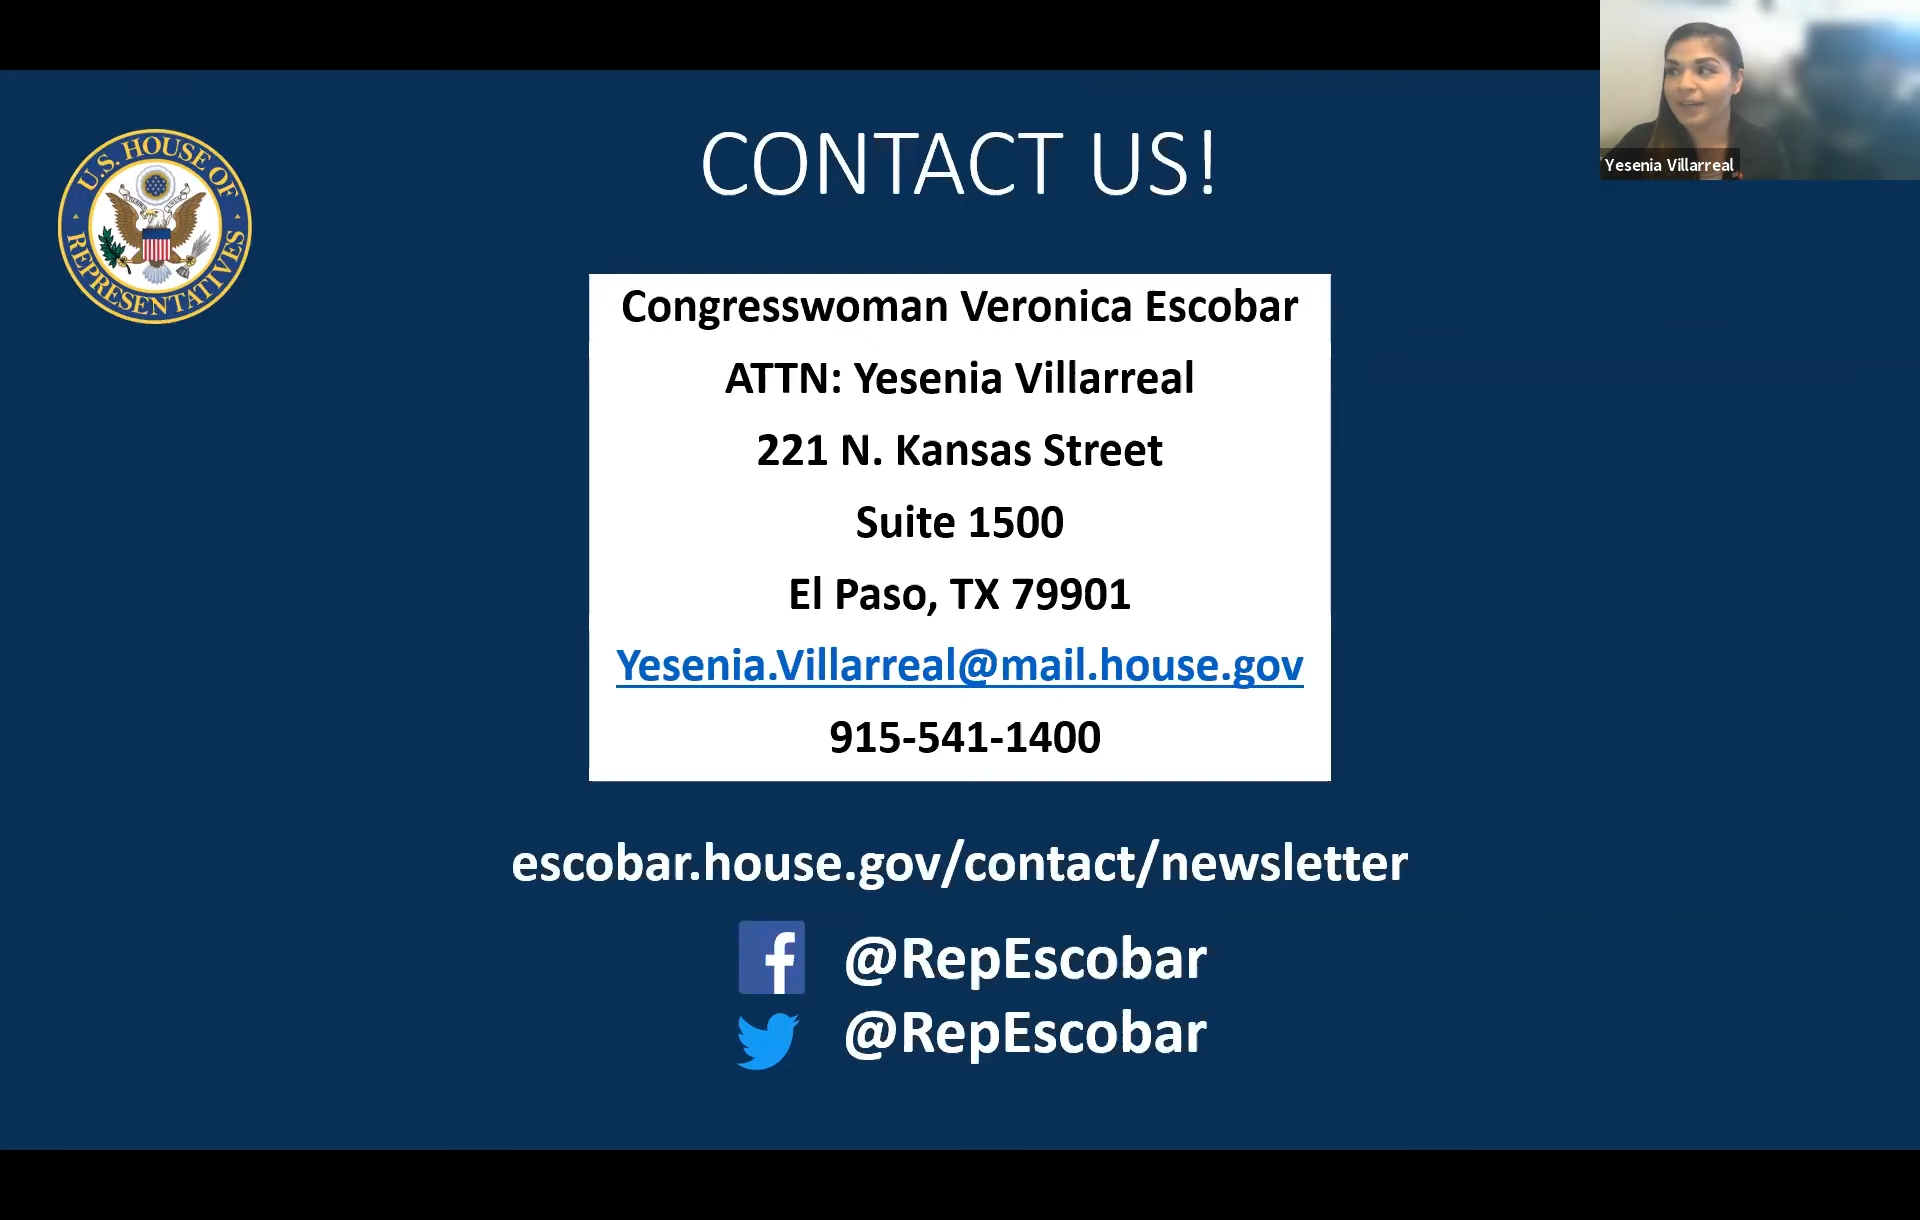 U.S. HOUSE OF
REPRESENTATIVES
CONTACT US!
Yesenia Villarreal
Congresswoman Veronica Escobar
ATTN: Yesenia Villarreal
221 N. Kansas Street
Suite 1500
El Paso, TX 79901
Yesenia.Villarreal@mail.house.gov
915-541-1400
escobar.house.gov/contact/newsletter
@RepEscobar
@RepEscobar